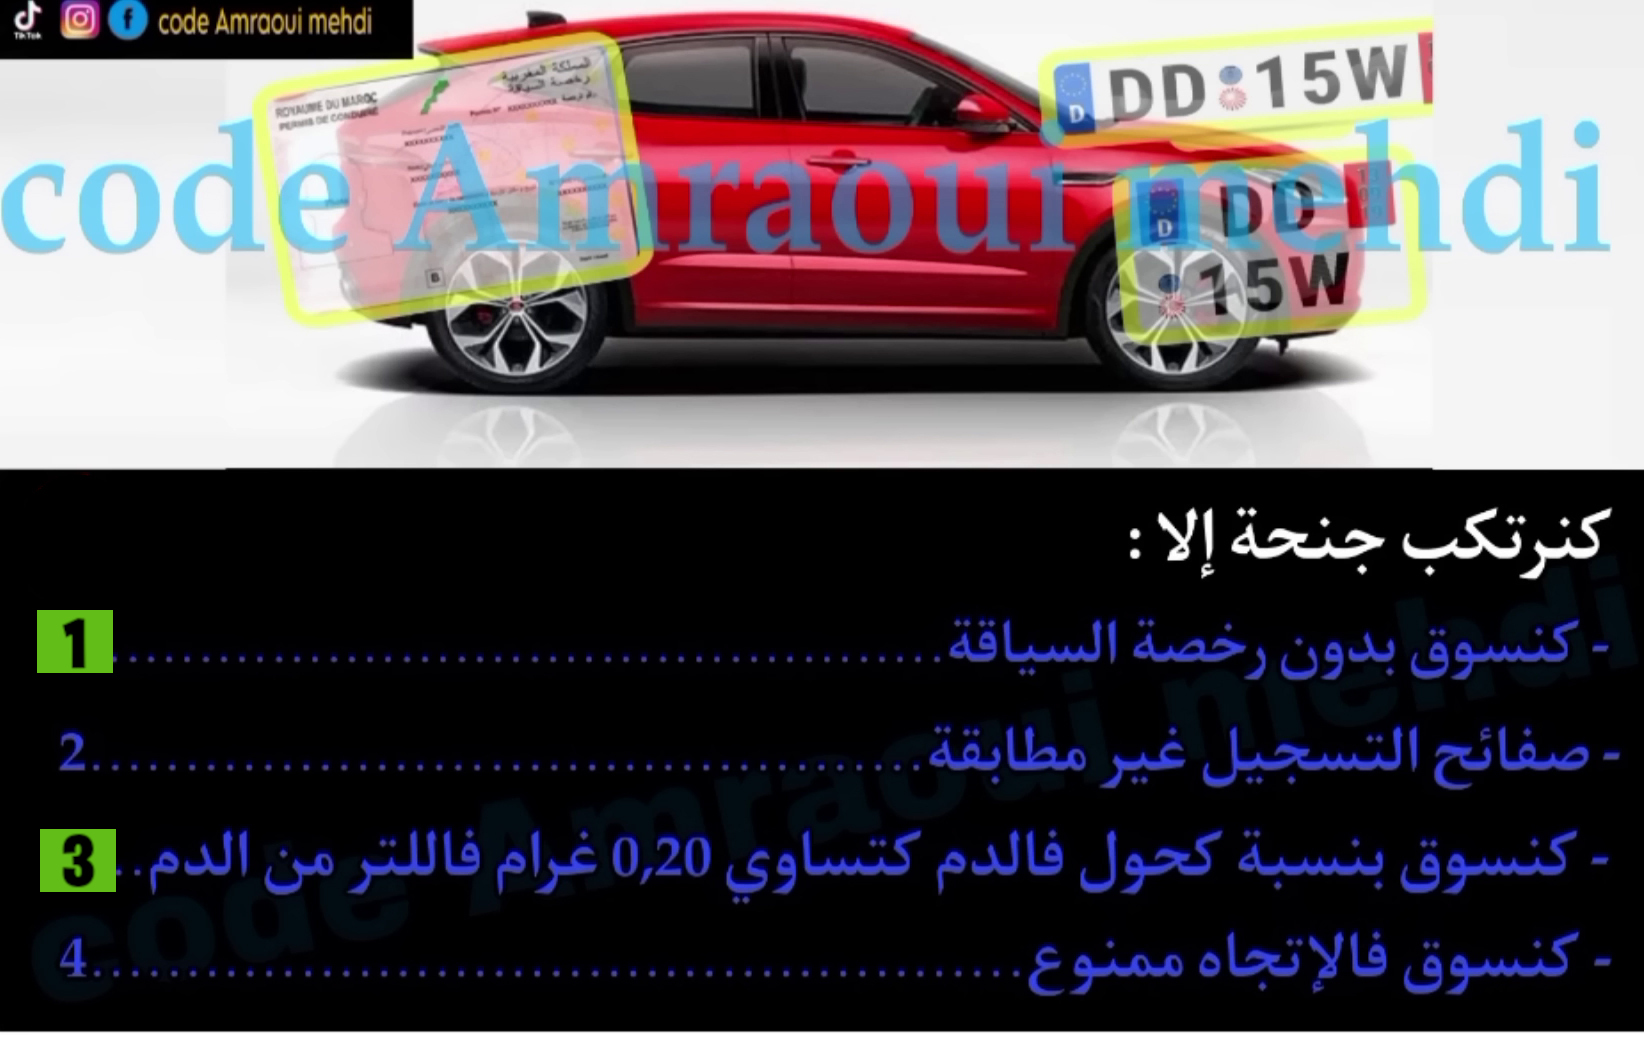 TikTok code Amraoui mehdi
ROYAUME DU MAROC
PERMIS DE CONDUIRE
المملكة المغربية
رخصة السياقة
Permis N° XXXXXXXXXX
B
D DD 15W
D DD
15W
code Amraoui mehdi
كنرتكب جنحة إلا :
- كنسوق بدون رخصة السياقة 1
- صفائح التسجيل غير مطابقة 2
- كنسوق بنسبة كحول فالدم كتساوي 0,20 غرام فاللتر من الدم 3
- كنسوق فالإتجاه ممنوع 4
code Amraoui mehdi